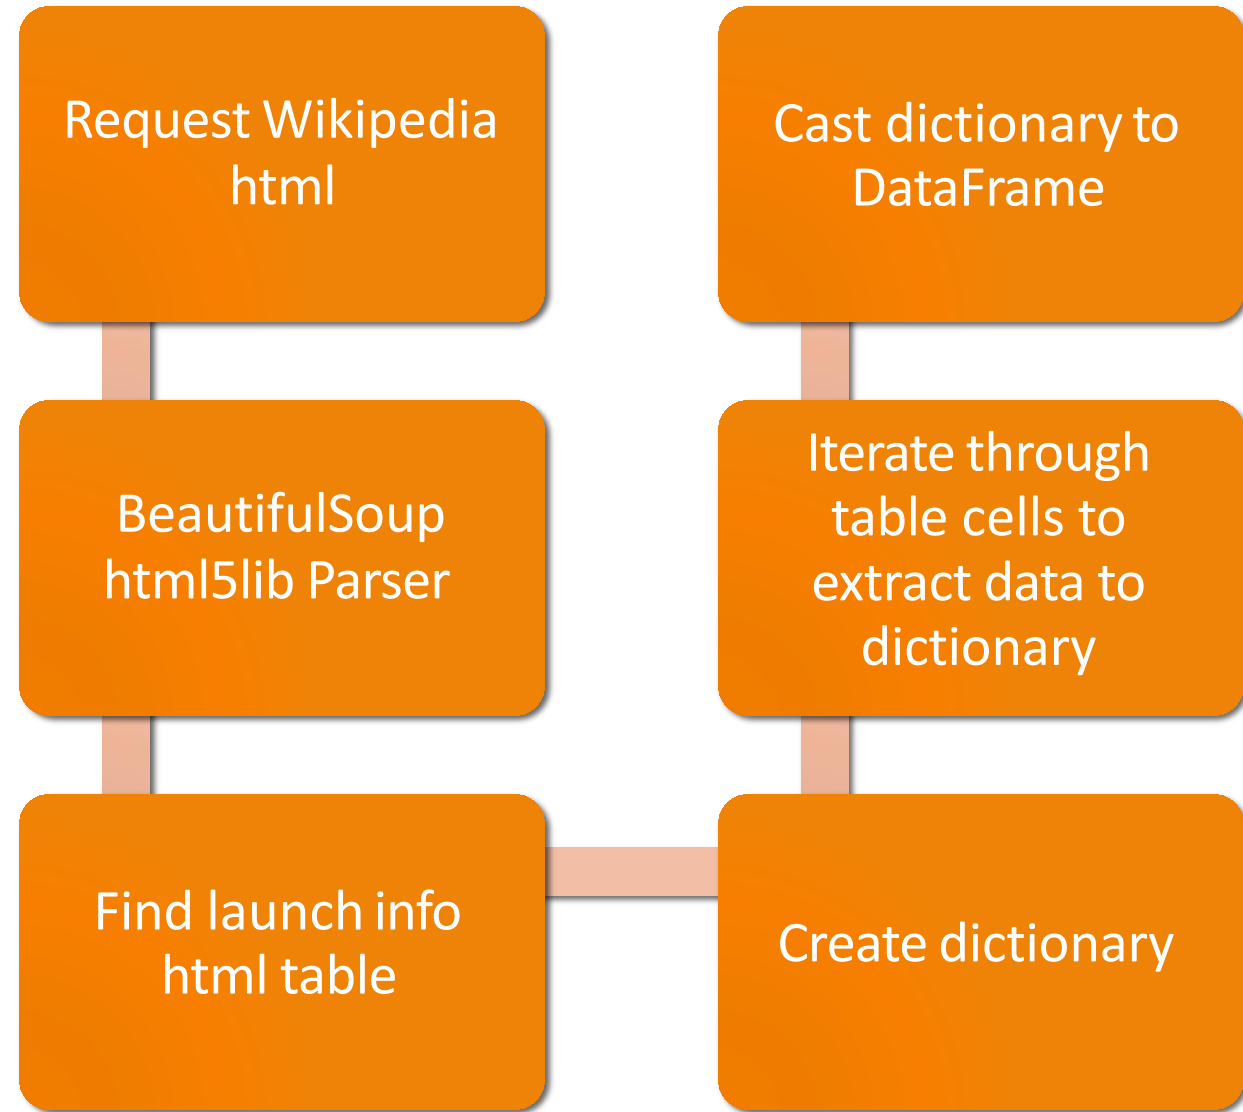 Request Wikipedia
html
BeautifulSoup
html5lib Parser
Find launch info
html table
Create dictionary
Iterate through
table cells to
extract data to
dictionary
Cast dictionary to
DataFrame